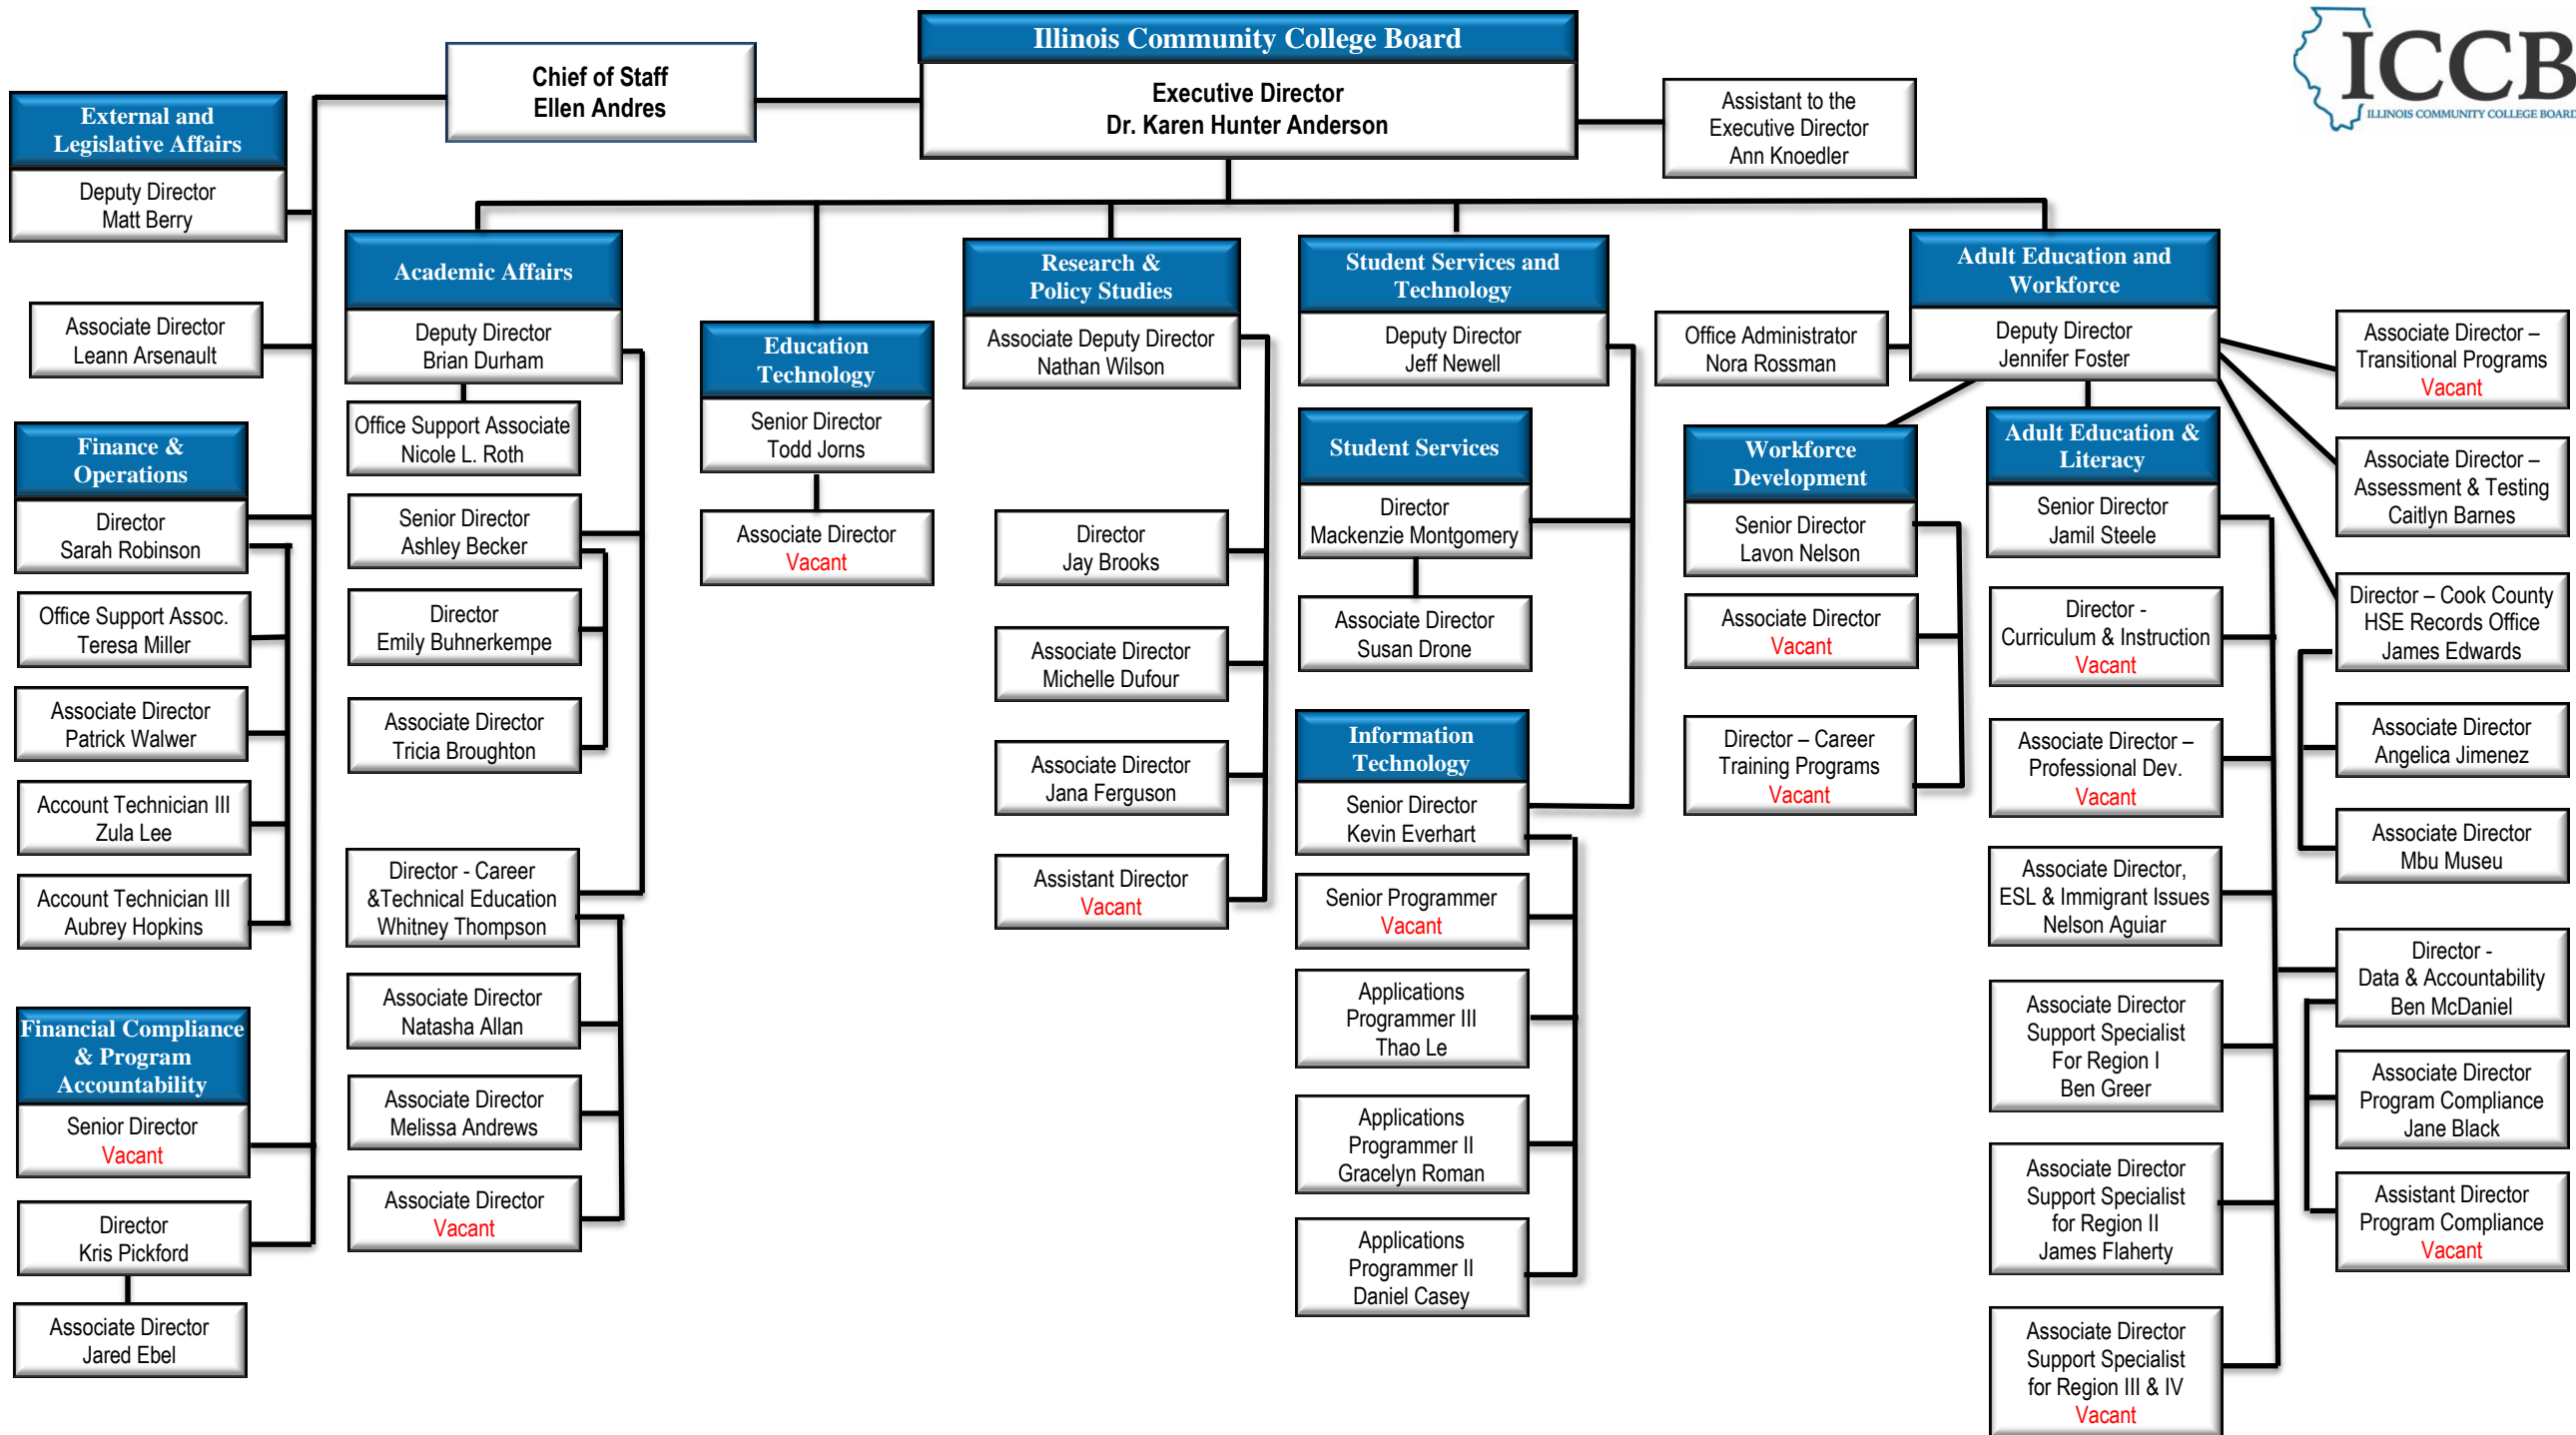 Illinois Community College Board
Executive Director
Dr. Karen Hunter Anderson
Chief of Staff
Ellen Andres
Assistant to the
Executive Director
Ann Knoedler
ICCB
ILLINOIS COMMUNITY COLLEGE BOARD
External and
Legislative Affairs
Deputy Director
Matt Berry
Associate Director
Leann Arsenault
Finance &
Operations
Director
Sarah Robinson
Office Support Assoc.
Teresa Miller
Associate Director
Patrick Walwer
Account Technician III
Zula Lee
Account Technician III
Aubrey Hopkins
Financial Compliance
& Program
Accountability
Senior Director
Vacant
Director
Kris Pickford
Associate Director
Jared Ebel
Academic Affairs
Deputy Director
Brian Durham
Office Support Associate
Nicole L. Roth
Senior Director
Ashley Becker
Director
Emily Buhnerkempe
Associate Director
Tricia Broughton
Director - Career
&Technical Education
Whitney Thompson
Associate Director
Natasha Allan
Associate Director
Melissa Andrews
Associate Director
Vacant
Education
Technology
Senior Director
Todd Jorns
Associate Director
Vacant
Research &
Policy Studies
Associate Deputy Director
Nathan Wilson
Director
Jay Brooks
Associate Director
Michelle Dufour
Associate Director
Jana Ferguson
Assistant Director
Vacant
Student Services and
Technology
Deputy Director
Jeff Newell
Student Services
Director
Mackenzie Montgomery
Associate Director
Susan Drone
Information
Technology
Senior Director
Kevin Everhart
Senior Programmer
Vacant
Applications
Programmer III
Thao Le
Applications
Programmer II
Gracelyn Roman
Applications
Programmer II
Daniel Casey
Adult Education and
Workforce
Deputy Director
Jennifer Foster
Office Administrator
Nora Rossman
Workforce
Development
Senior Director
Lavon Nelson
Associate Director
Vacant
Director – Career
Training Programs
Vacant
Adult Education &
Literacy
Senior Director
Jamil Steele
Director -
Curriculum & Instruction
Vacant
Associate Director –
Professional Dev.
Vacant
Associate Director,
ESL & Immigrant Issues
Nelson Aguiar
Associate Director
Support Specialist
For Region I
Ben Greer
Associate Director
Support Specialist
for Region II
James Flaherty
Associate Director
Support Specialist
for Region III & IV
Vacant
Associate Director –
Transitional Programs
Vacant
Associate Director –
Assessment & Testing
Caitlyn Barnes
Director – Cook County
HSE Records Office
James Edwards
Associate Director
Angelica Jimenez
Associate Director
Mbu Museu
Director -
Data & Accountability
Ben McDaniel
Associate Director
Program Compliance
Jane Black
Assistant Director
Program Compliance
Vacant